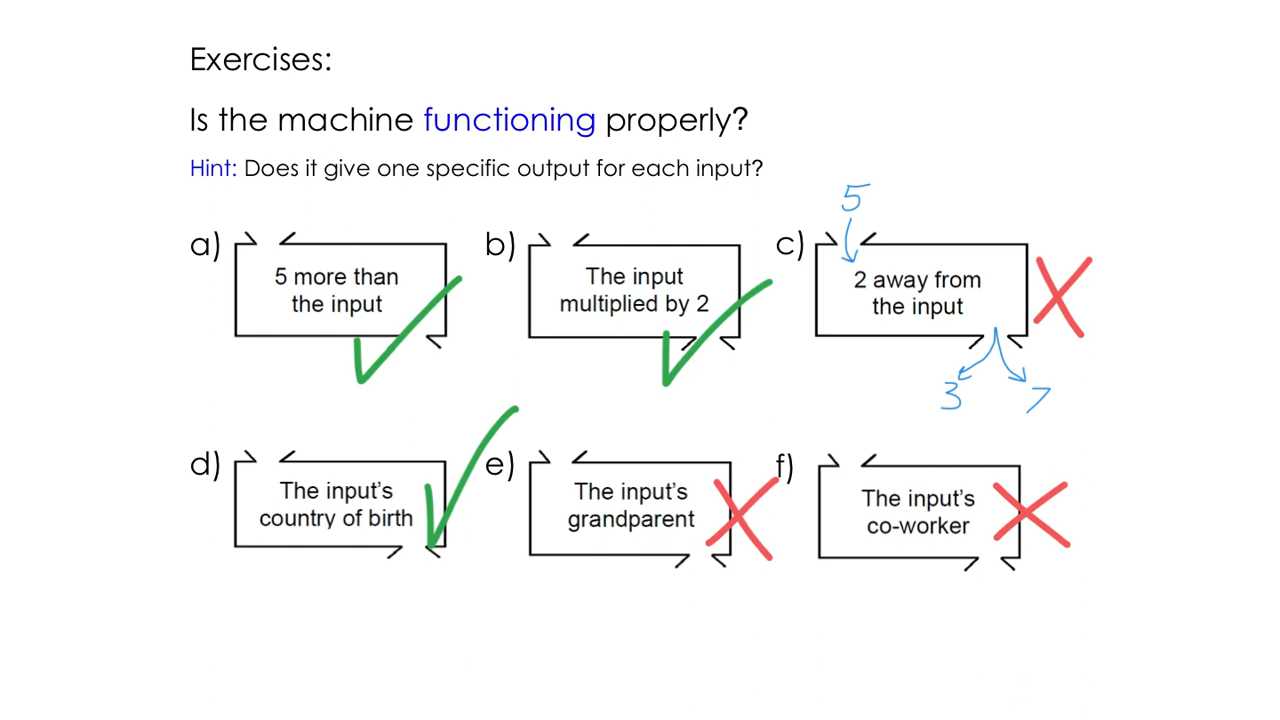 Exercises:
Is the machine functioning properly?
Hint: Does it give one specific output for each input?
5
a)
5 more than
the input
b)
The input
multiplied by 2
c)
2 away from
the input
3 7
d)
The input's
country of birth
e)
The input's
grandparent
f)
The input's
co-worker